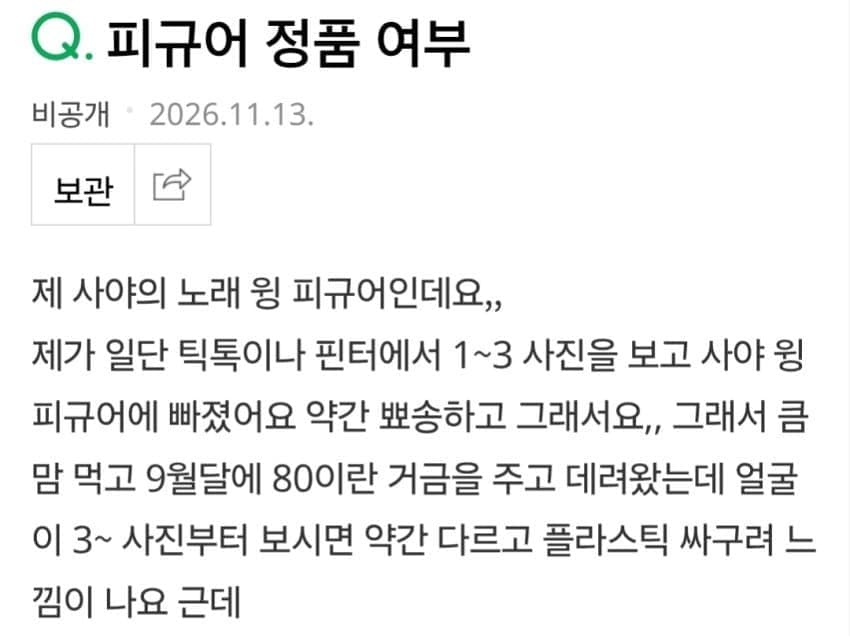 Q. 피규어 정품 여부
비공개 · 2026.11.13.
보관
제 사야의 노래 윙 피규어인데요,,
제가 일단 틱톡이나 핀터에서 1~3 사진을 보고 사야 윙
피규어에 빠졌어요 약간 뽀송하고 그래서요,, 그래서 큼
맘 먹고 9월달에 80이란 거금을 주고 데려왔는데 얼굴
이 3~ 사진부터 보시면 약간 다르고 플라스틱 싸구려 느
낌이 나요 근데